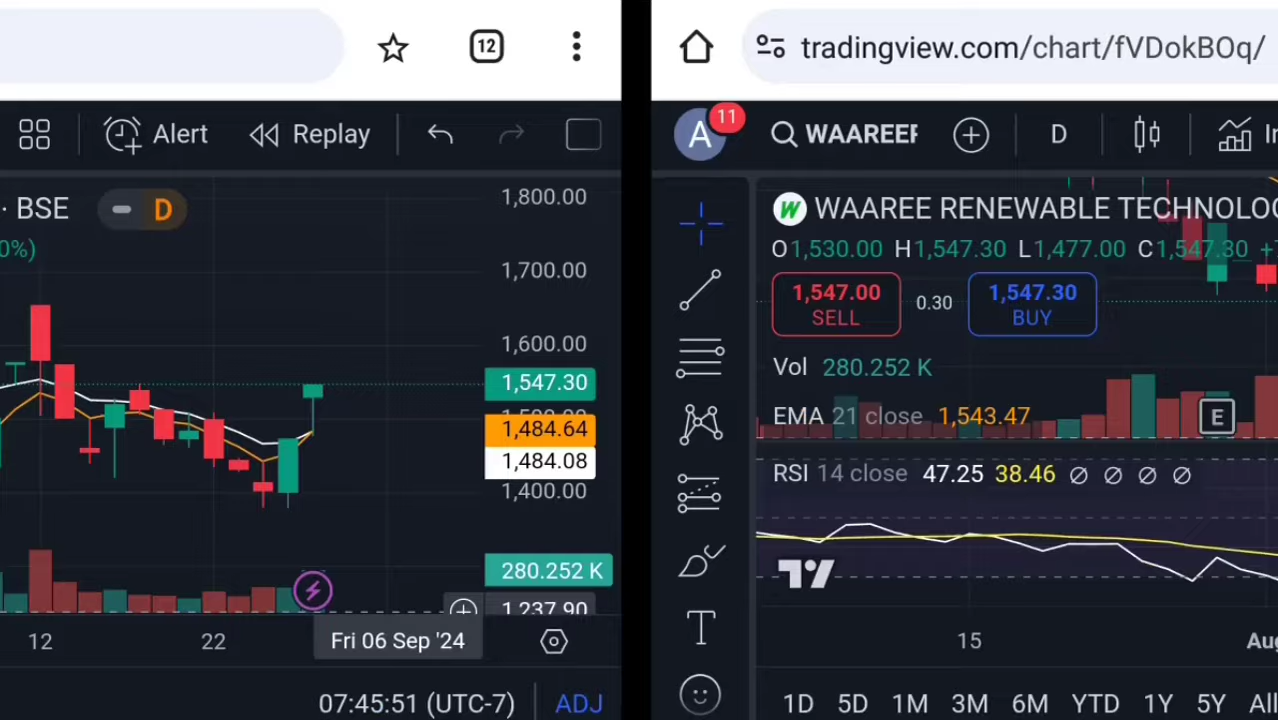 12
Alert
Replay
· BSE
D
0%)
1,800.00
1,700.00
1,600.00
1,547.30
1,484.64
1,484.08
1,400.00
280.252 K
1,237.90
12
22
Fri 06 Sep '24
07:45:51 (UTC-7)
ADJ
tradingview.com/chart/fVDokBOq/
A
11
WAAREEF
D
WAAREE RENEWABLE TECHNOLOG
O1,530.00 H1,547.30 L1,477.00 C1,547.30
1,547.00
SELL
0.30
1,547.30
BUY
Vol 280.252 K
EMA 21 close 1,543.47
E
RSI 14 close 47.25 38.46 ∅ ∅ ∅ ∅
15
Aug
1D 5D 1M 3M 6M YTD 1Y 5Y All